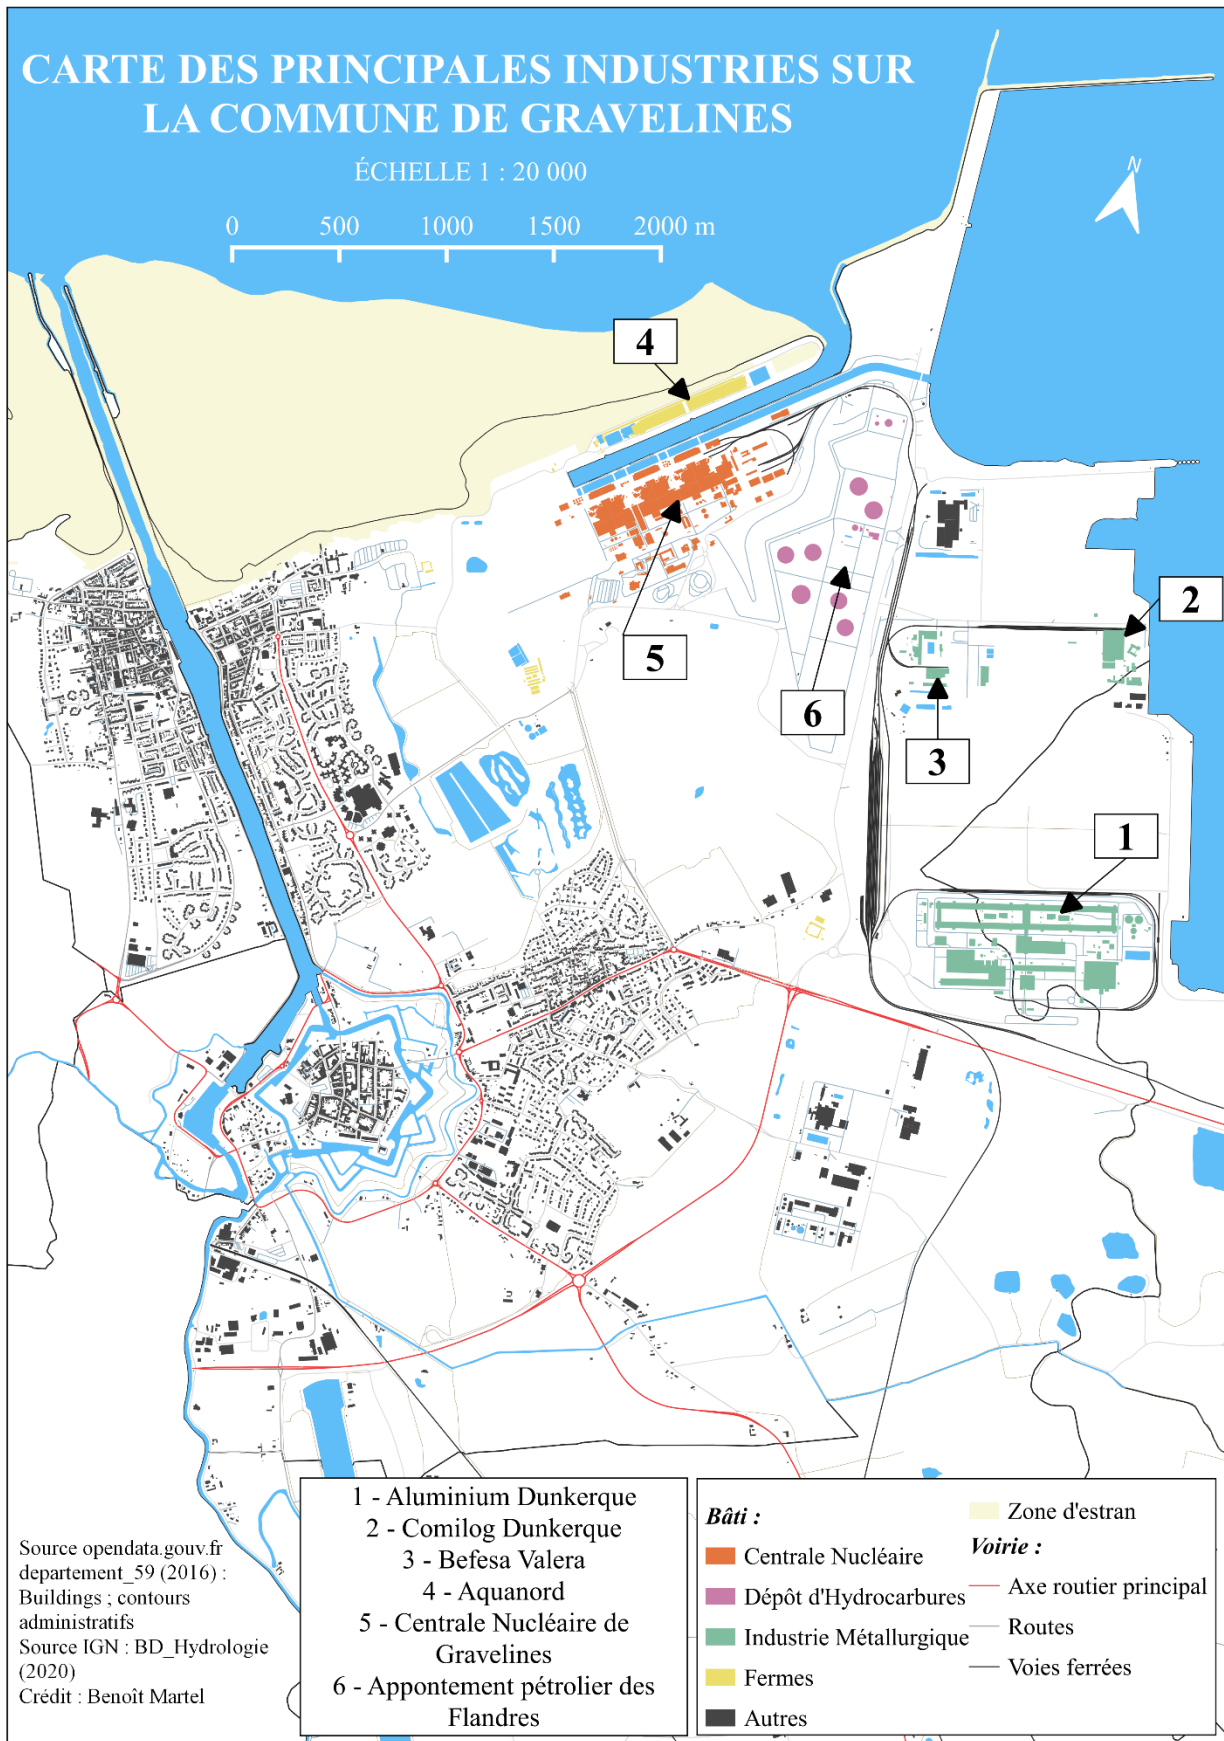 CARTE DES PRINCIPALES INDUSTRIES SUR
LA COMMUNE DE GRAVELINES
ÉCHELLE 1 : 20 000
0 500 1000 1500 2000 m
N
4
2
5
6
3
1
1 - Aluminium Dunkerque
2 - Comilog Dunkerque
3 - Befesa Valera
4 - Aquanord
5 - Centrale Nucléaire de
Gravelines
6 - Appontement pétrolier des
Flandres
Bâti :
Centrale Nucléaire
Dépôt d'Hydrocarbures
Industrie Métallurgique
Fermes
Autres
Zone d'estran
Voirie :
Axe routier principal
Routes
Voies ferrées
Source opendata.gouv.fr
departement_59 (2016) :
Buildings ; contours
administratifs
Source IGN : BD_Hydrologie
(2020)
Crédit : Benoît Martel